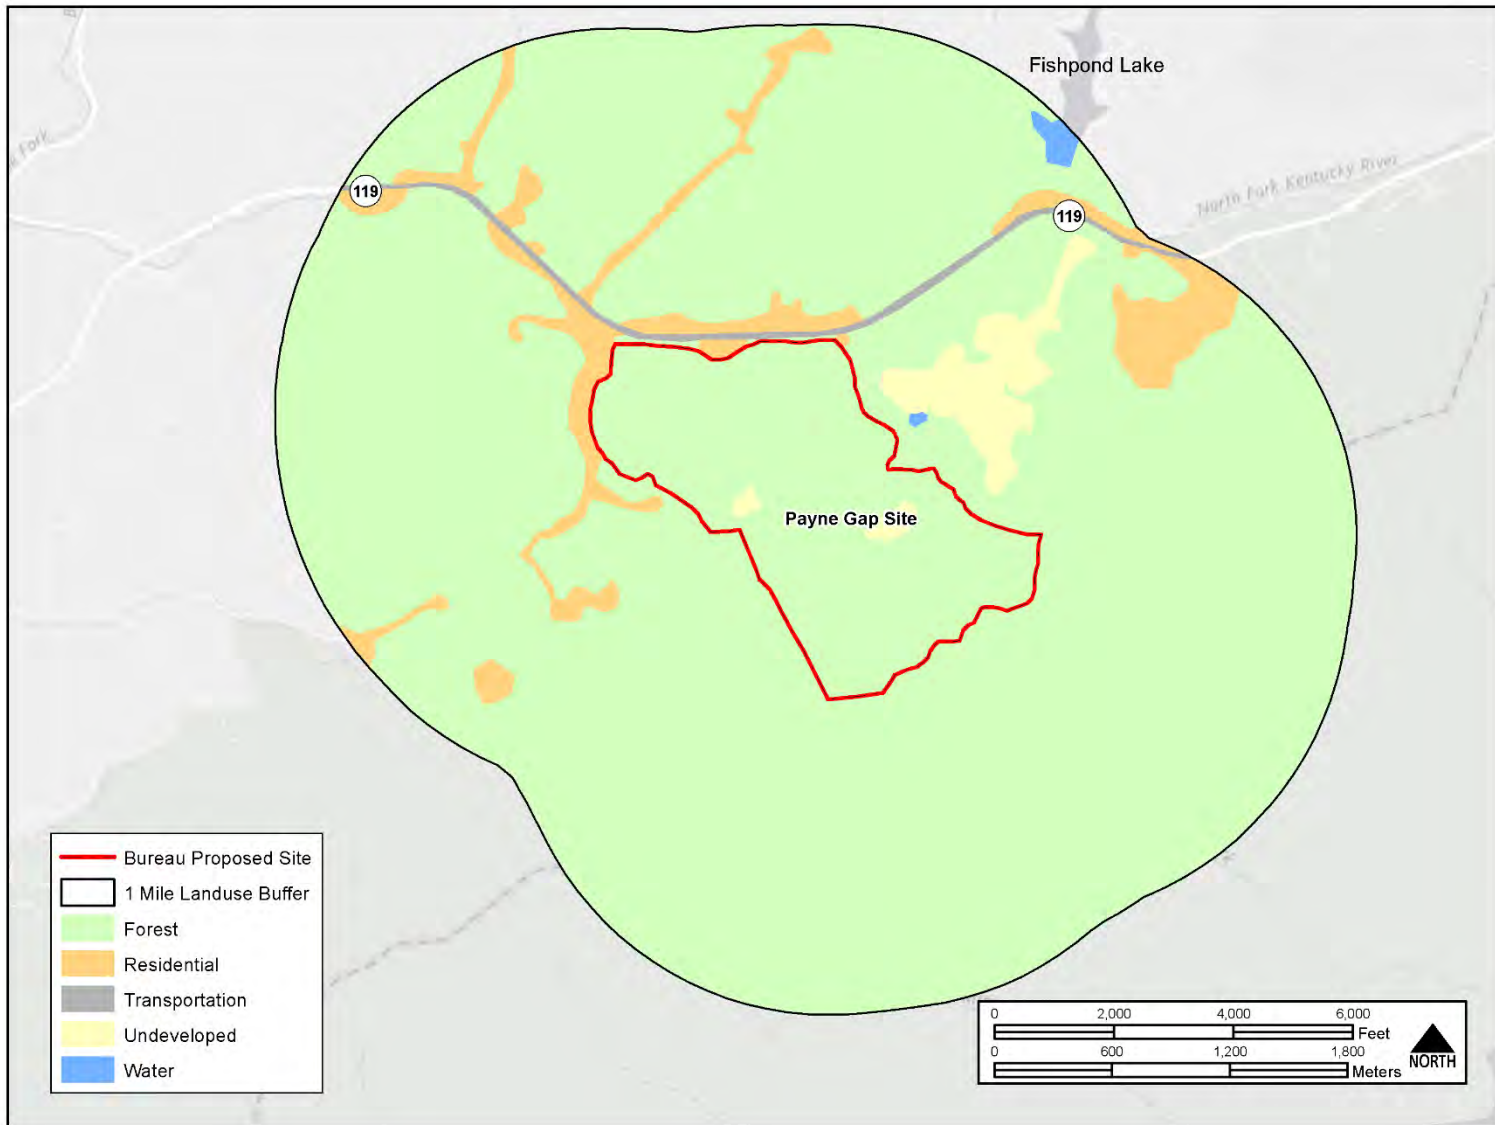 Fishpond Lake
Fork
119
119
North Fork Kentucky River
Payne Gap Site
Bureau Proposed Site
1 Mile Landuse Buffer
Forest
Residential
Transportation
Undeveloped
Water
0 2,000 4,000 6,000
Feet
0 600 1,200 1,800
Meters
NORTH